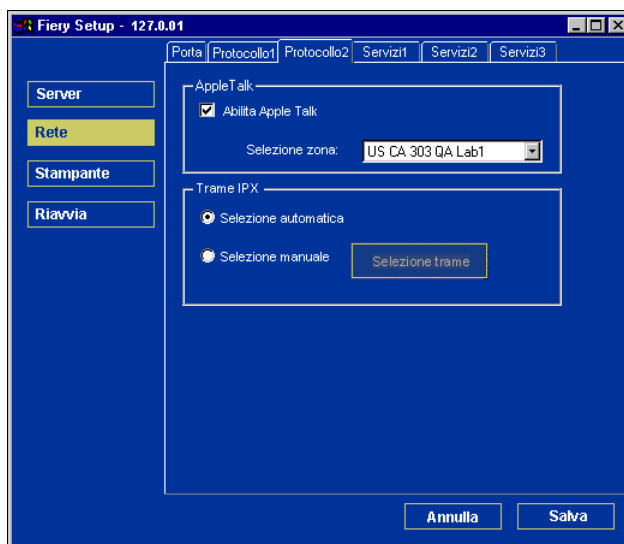 Fiery Setup - 127.0.01
Porta Protocollo1 Protocollo2 Servizi1 Servizi2 Servizi3
Server
Rete
Stampante
Riavvia
AppleTalk
Abilita Apple Talk
Selezione zona: US CA 303 QA Lab1
Trame IPX
Selezione automatica
Selezione manuale Selezione trame
Annulla Salva